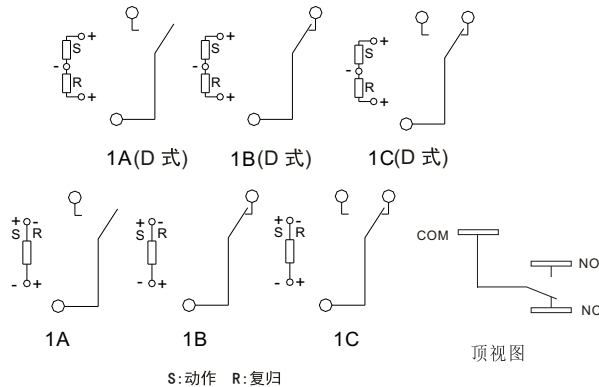 + S - R +
+ S - R +
+ S - R +
1A(D 式) 1B(D 式) 1C(D 式)
+ - S R - +
+ - S R - +
+ - S R - +
COM
NO
NC
1A 1B 1C
顶视图
S:动作 R:复归